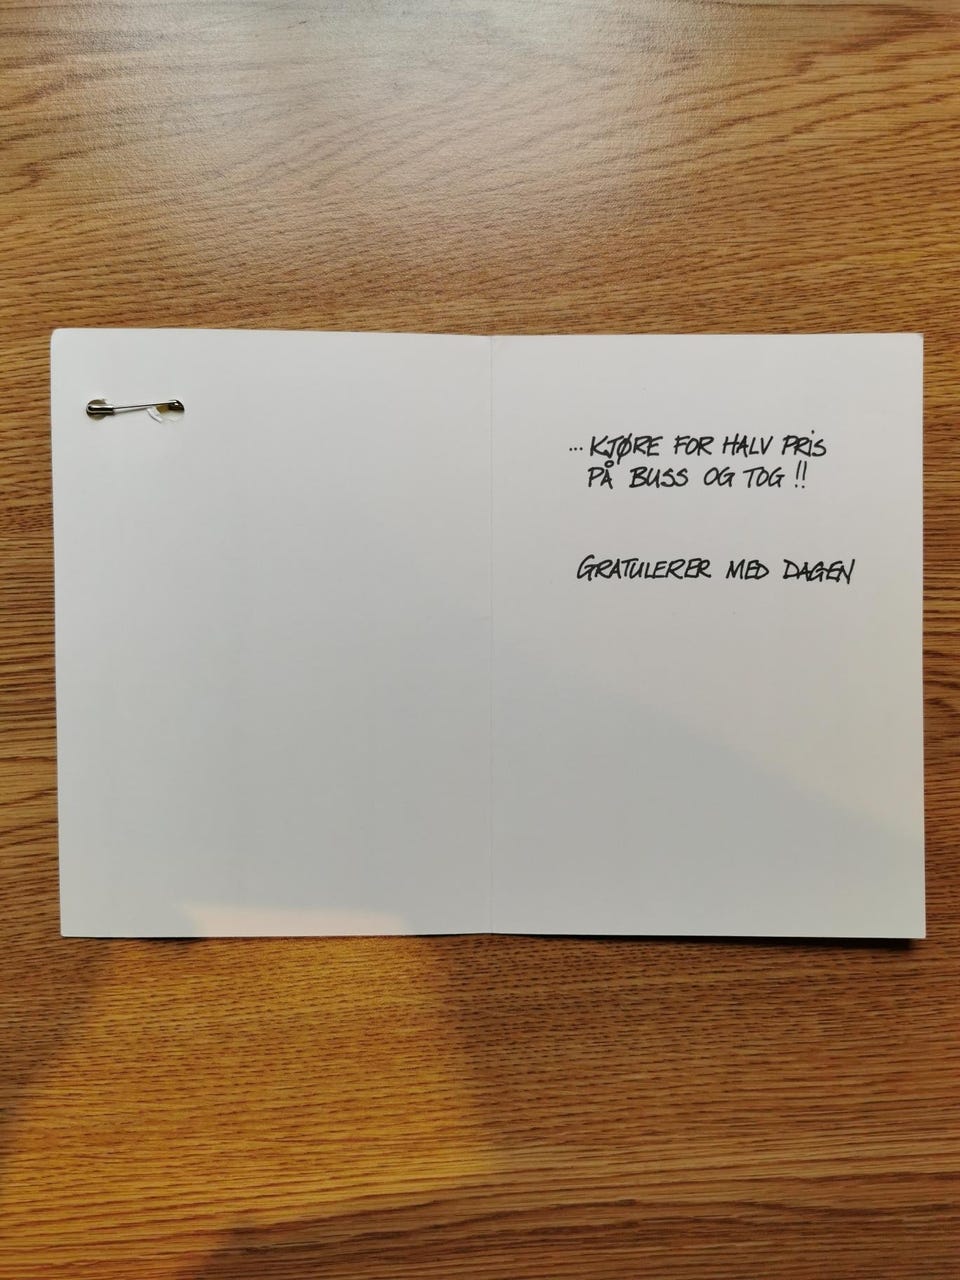 ... KJØRE FOR HALV PRIS
PÅ BUSS OG TOG !!
GRATULERER MED DAGEN